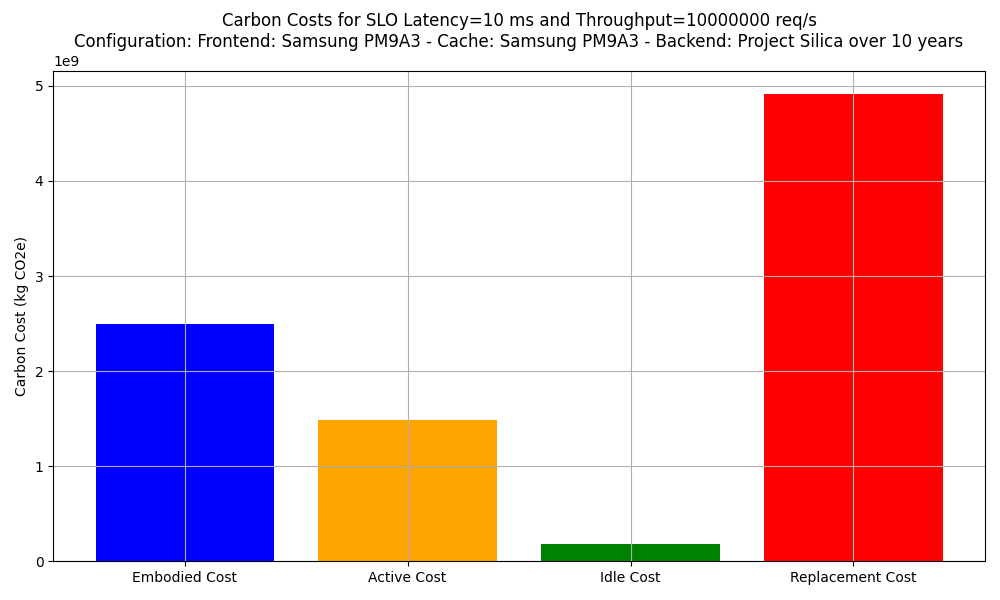 Carbon Costs for SLO Latency=10 ms and Throughput=10000000 req/s
Configuration: Frontend: Samsung PM9A3 - Cache: Samsung PM9A3 - Backend: Project Silica over 10 years
1e9
5
4
3
2
1
0
Carbon Cost (kg CO2e)
Embodied Cost
Active Cost
Idle Cost
Replacement Cost